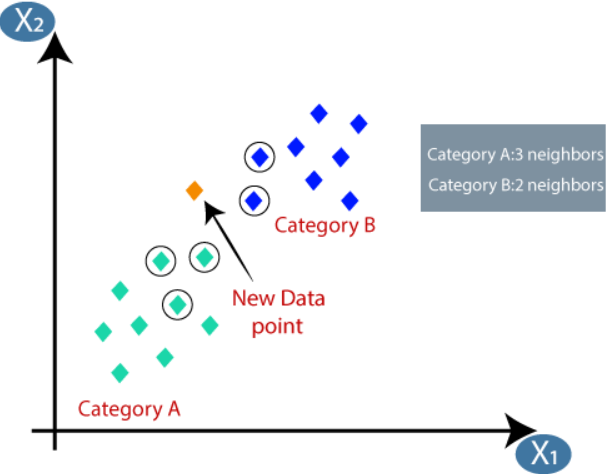 X₂
Category A:3 neighbors
Category B:2 neighbors
Category B
New Data
point
Category A
X₁